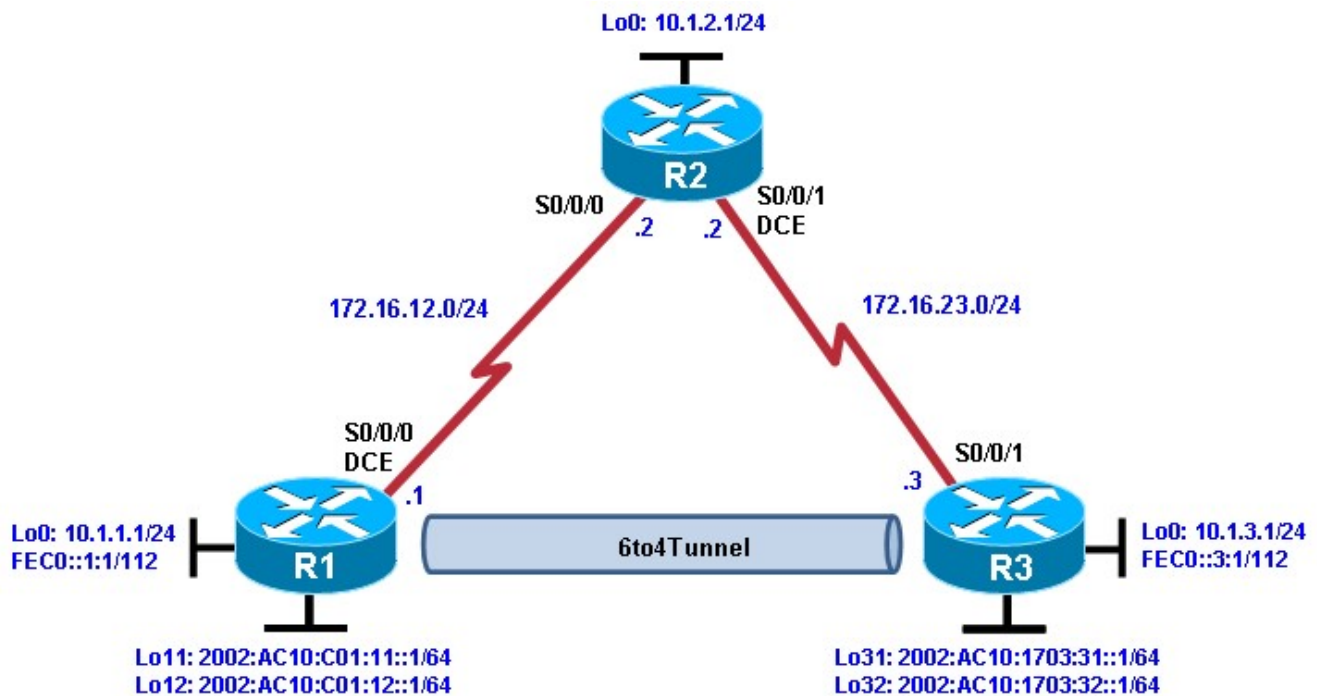 Lo0: 10.1.2.1/24
R2
S0/0/0
S0/0/1
DCE
.2
.2
172.16.12.0/24
172.16.23.0/24
S0/0/0
DCE
S0/0/1
.1
.3
Lo0: 10.1.1.1/24
FEC0::1:1/112
R1
6to4Tunnel
R3
Lo0: 10.1.3.1/24
FEC0::3:1/112
Lo11: 2002:AC10:C01:11::1/64
Lo12: 2002:AC10:C01:12::1/64
Lo31: 2002:AC10:1703:31::1/64
Lo32: 2002:AC10:1703:32::1/64